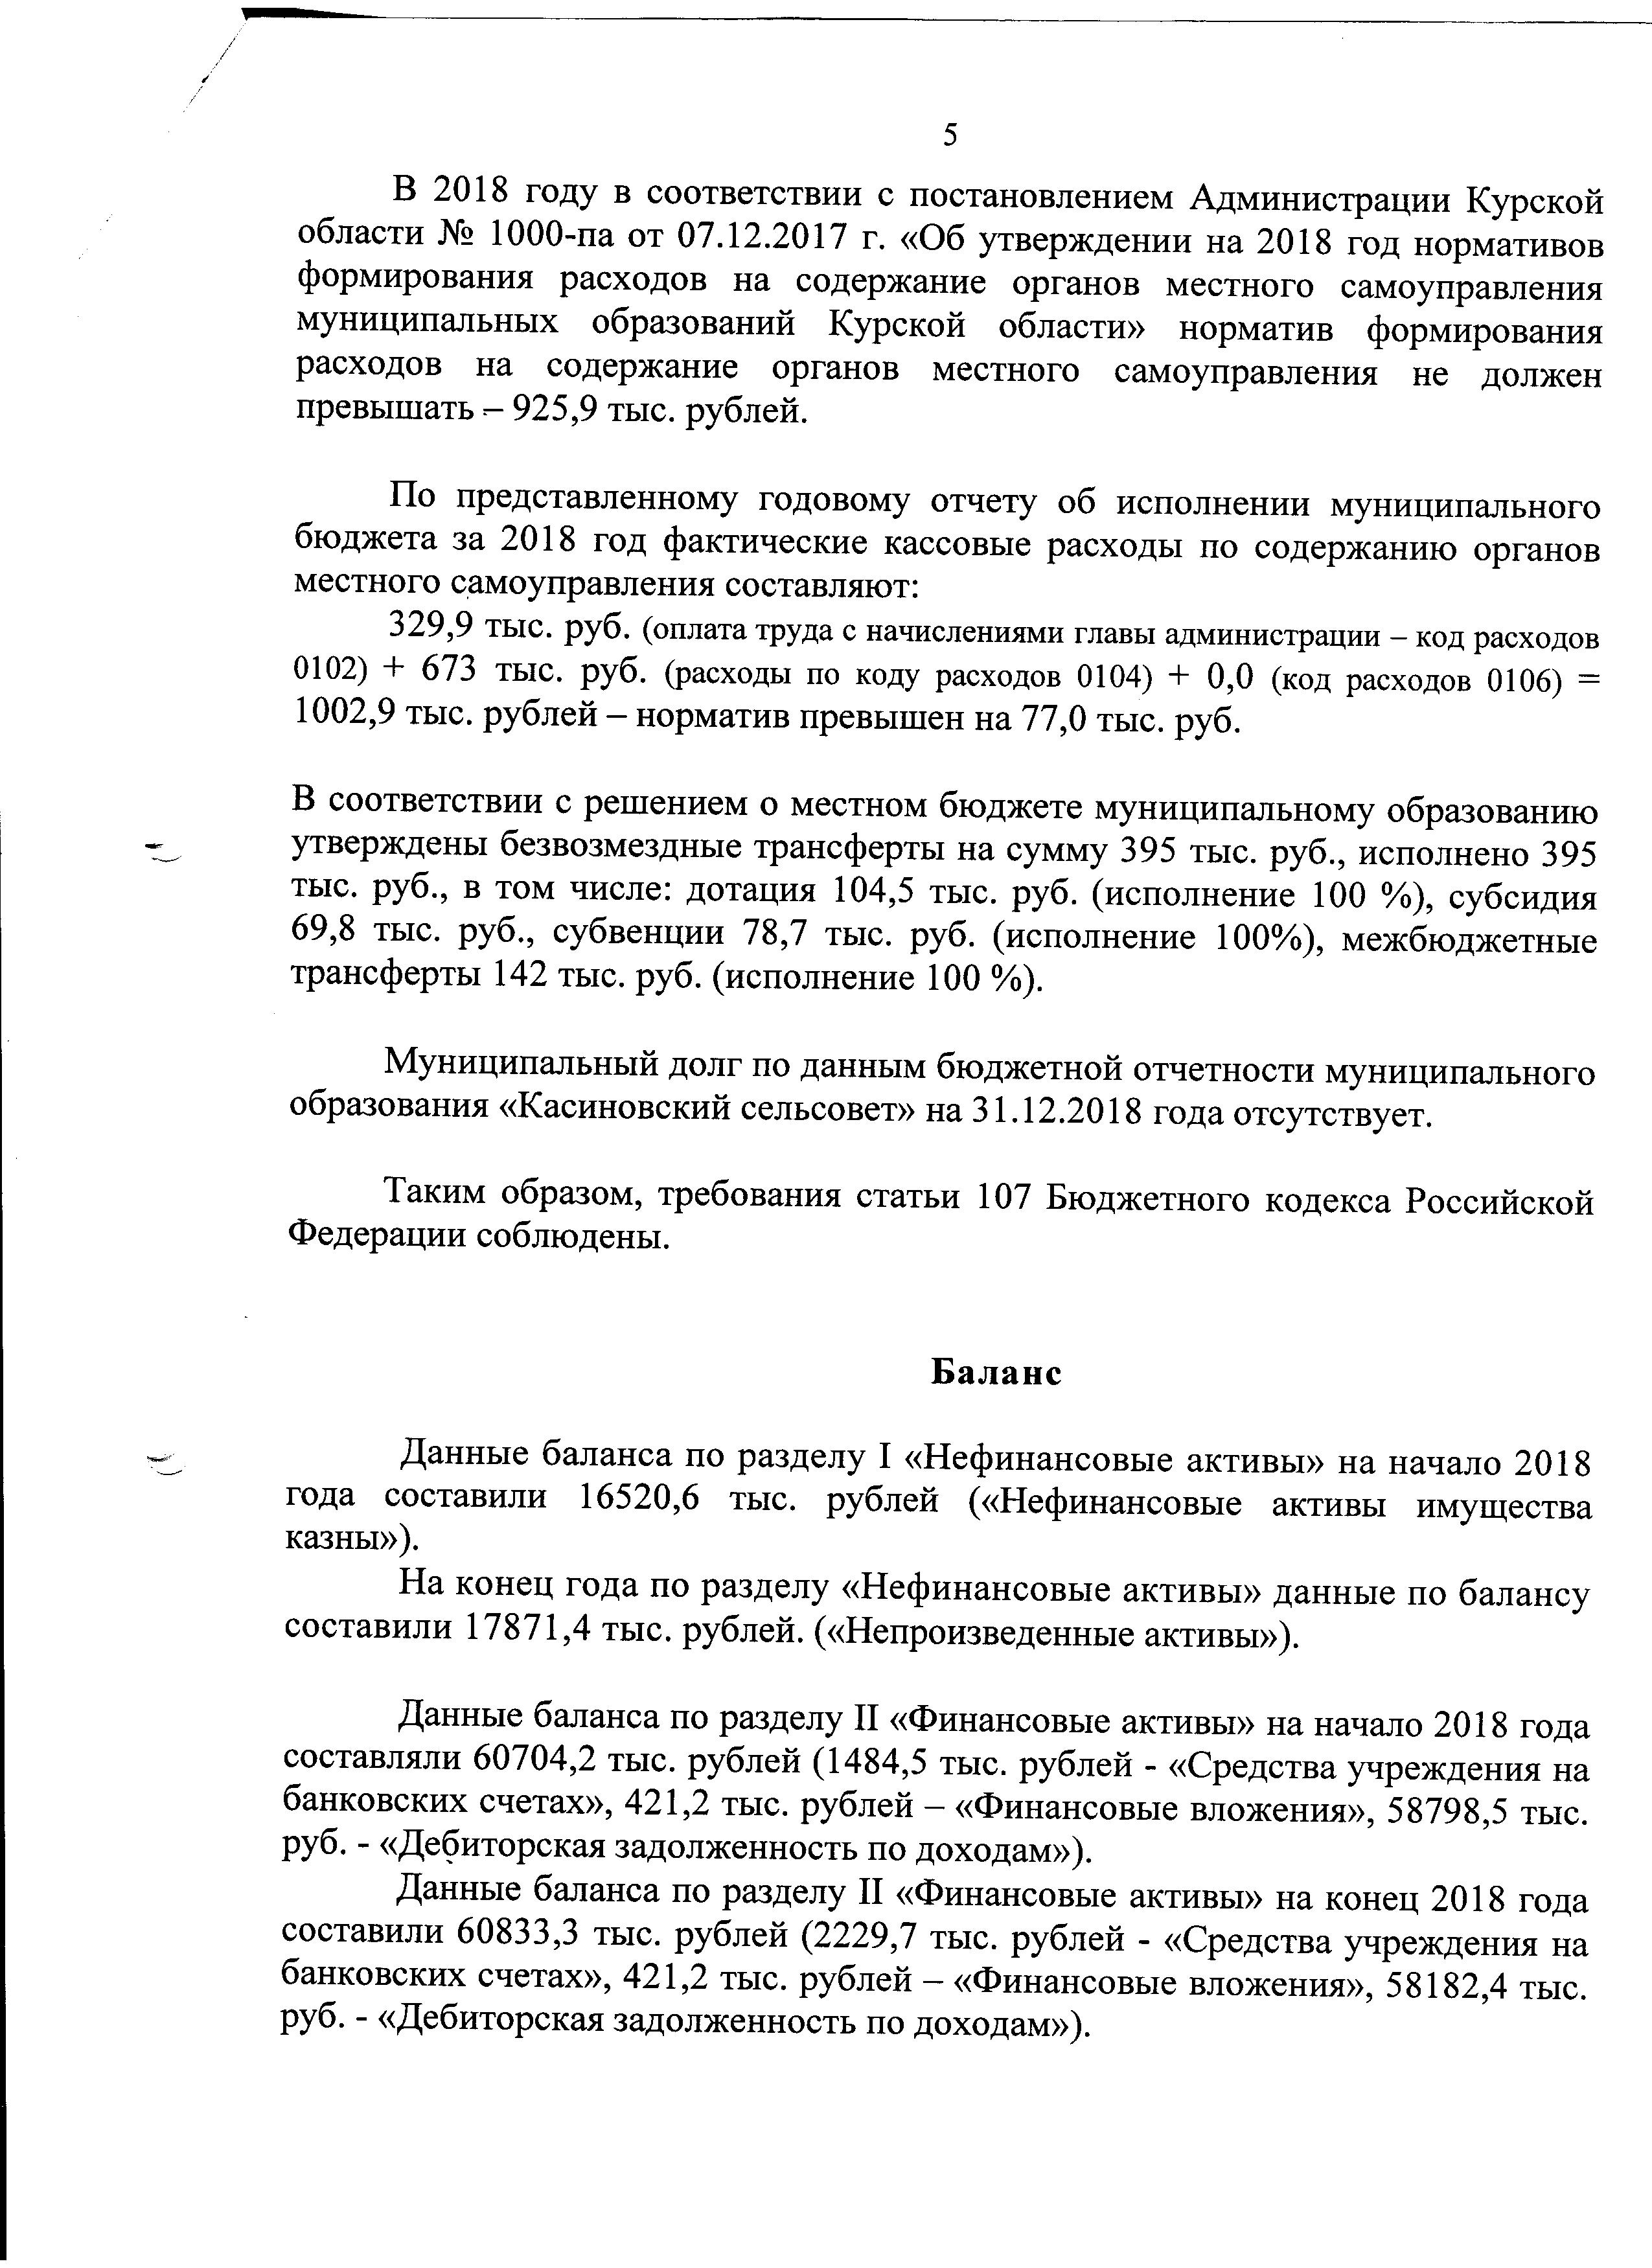 5
В 2018 году в соответствии с постановлением Администрации Курской
области № 1000-па от 07.12.2017 г. «Об утверждении на 2018 год нормативов
формирования расходов на содержание органов местного самоуправления
муниципальных образований Курской области» норматив формирования
расходов на содержание органов местного самоуправления не должен
превышать – 925,9 тыс. рублей.
По представленному годовому отчету об исполнении муниципального
бюджета за 2018 год фактические кассовые расходы по содержанию органов
местного самоуправления составляют:
329,9 тыс. руб. (оплата труда с начислениями главы администрации – код расходов
0102) + 673 тыс. руб. (расходы по коду расходов 0104) + 0,0 (код расходов 0106) =
1002,9 тыс. рублей – норматив превышен на 77,0 тыс. руб.
В соответствии с решением о местном бюджете муниципальному образованию
утверждены безвозмездные трансферты на сумму 395 тыс. руб., исполнено 395
тыс. руб., в том числе: дотация 104,5 тыс. руб. (исполнение 100 %), субсидия
69,8 тыс. руб., субвенции 78,7 тыс. руб. (исполнение 100%), межбюджетные
трансферты 142 тыс. руб. (исполнение 100 %).
Муниципальный долг по данным бюджетной отчетности муниципального
образования «Касиновский сельсовет» на 31.12.2018 года отсутствует.
Таким образом, требования статьи 107 Бюджетного кодекса Российской
Федерации соблюдены.
Баланс
Данные баланса по разделу I «Нефинансовые активы» на начало 2018
года составили 16520,6 тыс. рублей («Нефинансовые активы имущества
казны»).
На конец года по разделу «Нефинансовые активы» данные по балансу
составили 17871,4 тыс. рублей. («Непроизведенные активы»).
Данные баланса по разделу II «Финансовые активы» на начало 2018 года
составляли 60704,2 тыс. рублей (1484,5 тыс. рублей - «Средства учреждения на
банковских счетах», 421,2 тыс. рублей – «Финансовые вложения», 58798,5 тыс.
руб. - «Дебиторская задолженность по доходам»).
Данные баланса по разделу II «Финансовые активы» на конец 2018 года
составили 60833,3 тыс. рублей (2229,7 тыс. рублей - «Средства учреждения на
банковских счетах», 421,2 тыс. рублей – «Финансовые вложения», 58182,4 тыс.
руб. - «Дебиторская задолженность по доходам»).